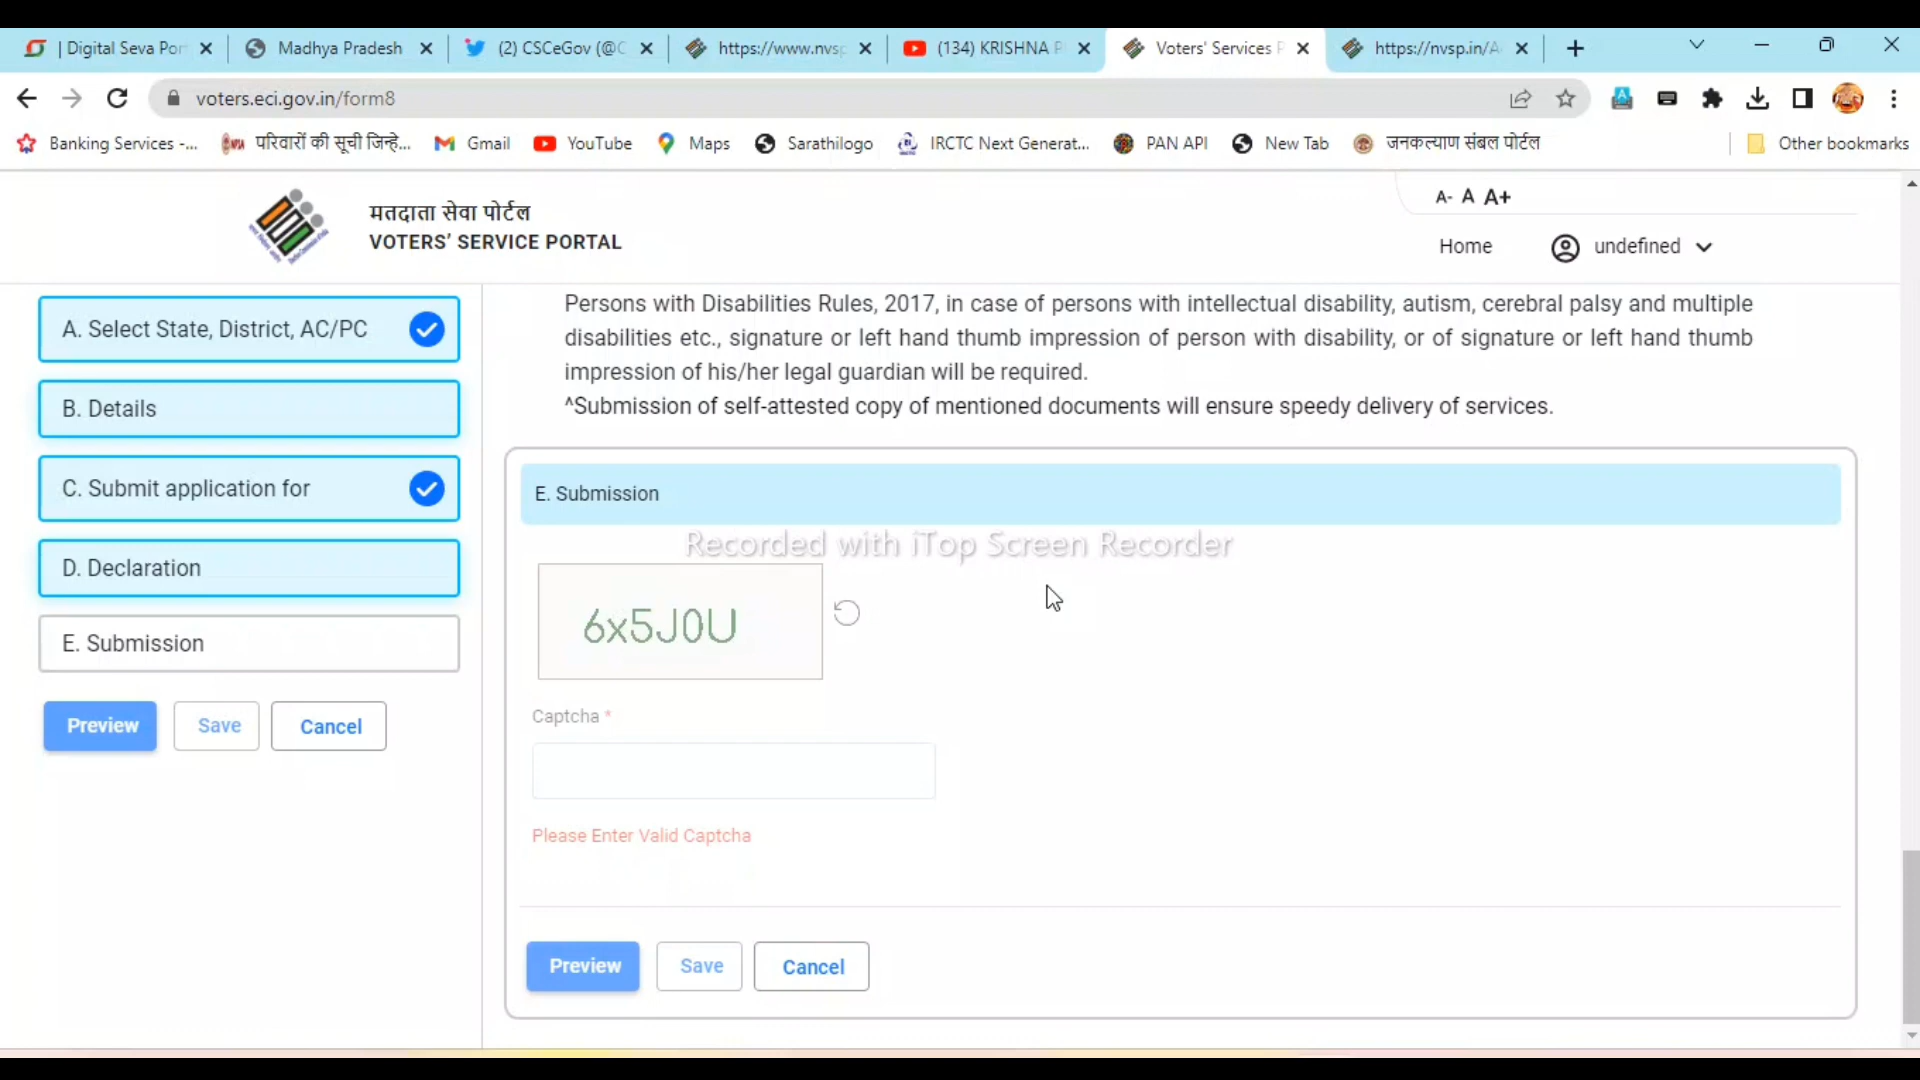 | Digital Seva Por
Madhya Pradesh
(2) CSCeGov (@C
https://www.nvsp
(134) KRISHNA P
Voters' Services P
https://nvsp.in/A
voters.eci.gov.in/form8
Banking Services -...
परिवारों की सूची जिन्हे...
Gmail
YouTube
Maps
Sarathilogo
IRCTC Next Generat...
PAN API
New Tab
जनकल्याण संबल पोर्टल
Other bookmarks
मतदाता सेवा पोर्टल
VOTERS’ SERVICE PORTAL
A- A A+
Home
undefined
A. Select State, District, AC/PC
B. Details
C. Submit application for
D. Declaration
E. Submission
Preview
Save
Cancel
Persons with Disabilities Rules, 2017, in case of persons with intellectual disability, autism, cerebral palsy and multiple
disabilities etc., signature or left hand thumb impression of person with disability, or of signature or left hand thumb
impression of his/her legal guardian will be required.
^Submission of self-attested copy of mentioned documents will ensure speedy delivery of services.
E. Submission
Recorded with iTop Screen Recorder
6x5J0U
Captcha *
Please Enter Valid Captcha
Preview
Save
Cancel